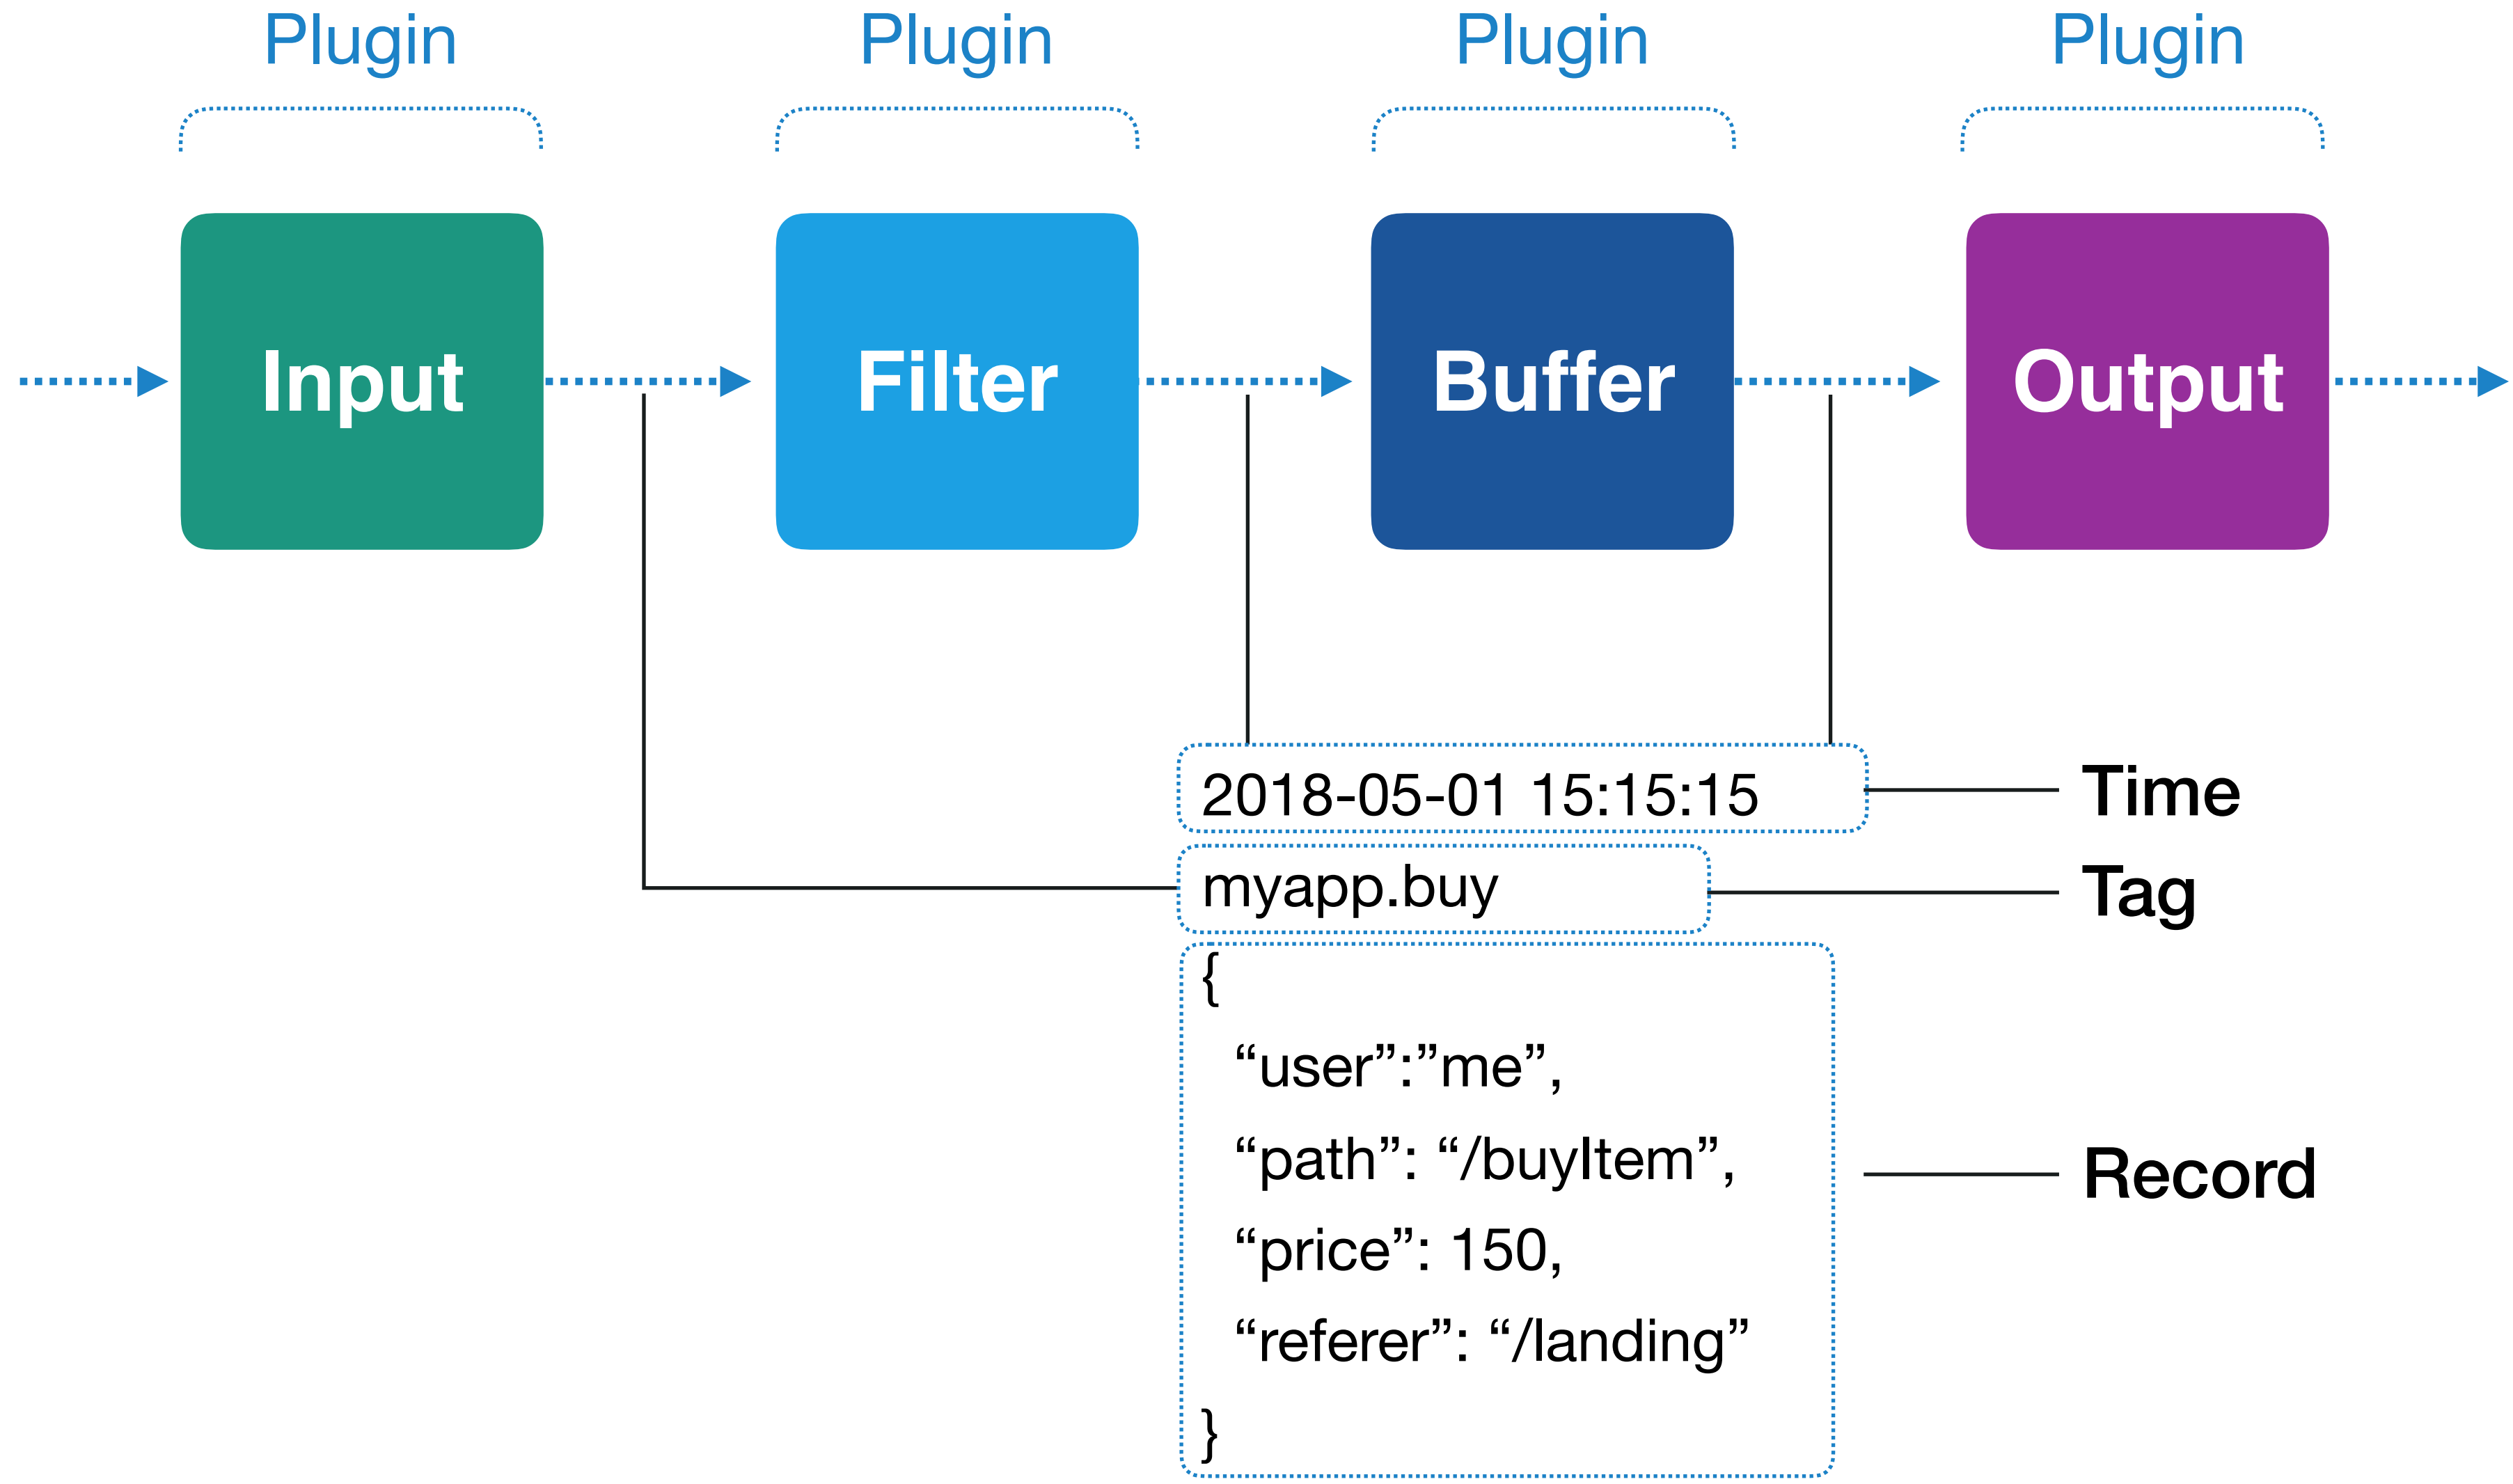 Plugin Plugin Plugin Plugin
Input Filter Buffer Output
2018-05-01 15:15:15 Time
myapp.buy Tag
{
“user”:”me”,
“path”: “/buyItem”,
Record
“price”: 150,
“referer”: “/landing”
}